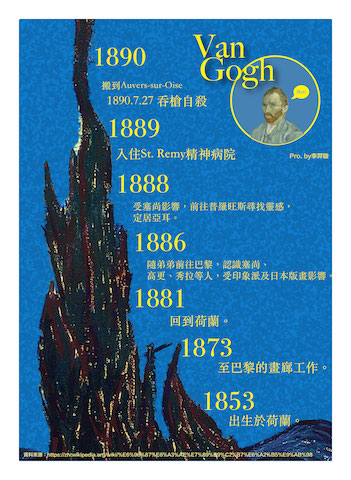 Van
Gogh
Pro. by李羿璇
1890
搬到Auvers-sur-Oise
1890.7.27 吞槍自殺
1889
入住St. Remy精神病院
1888
受塞尚影響，前往普羅旺斯尋找靈感，
定居亞耳。
1886
隨弟弟前往巴黎，認識塞尚、
高更、秀拉等人，受印象派及日本版畫影響。
1881
回到荷蘭。
1873
至巴黎的畫廊工作。
1853
出生於荷蘭。